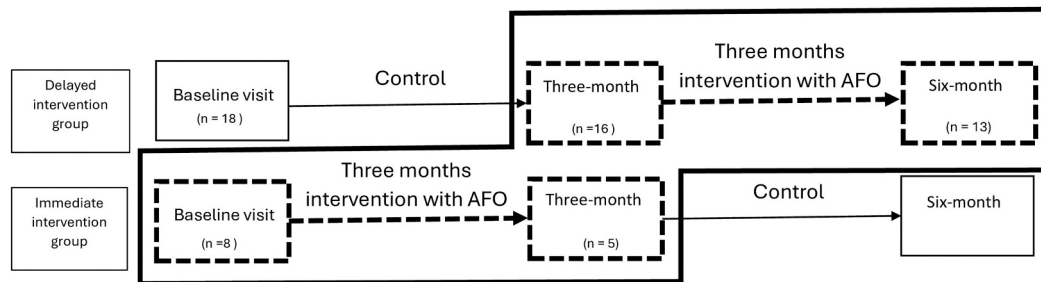 Delayed
intervention
group
Baseline visit
(n = 18 )
Control
Three-month
(n =16 )
Three months
intervention with AFO
Six-month
(n = 13)
Immediate
intervention
group
Baseline visit
(n =8 )
Three months
intervention with AFO
Three-month
(n = 5)
Control
Six-month